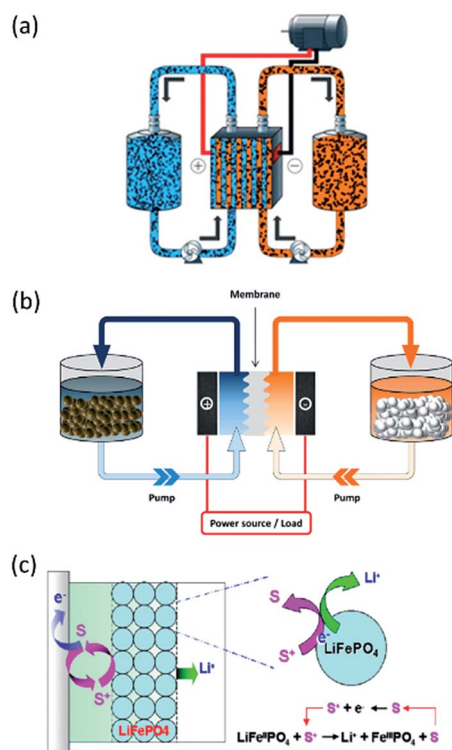 (a)
+
−
(b)
Membrane
+
-
Pump
Pump
Power source / Load
(c)
e⁻
S
S⁺
LiFePO4
Li⁺
Li⁺
S
e⁻
S⁺
LiFePO₄
S⁺ + e⁻ ← S
LiFeᴵᴵPO₄ + S⁺ → Li⁺ + FeᴵᴵᴵPO₄ + S